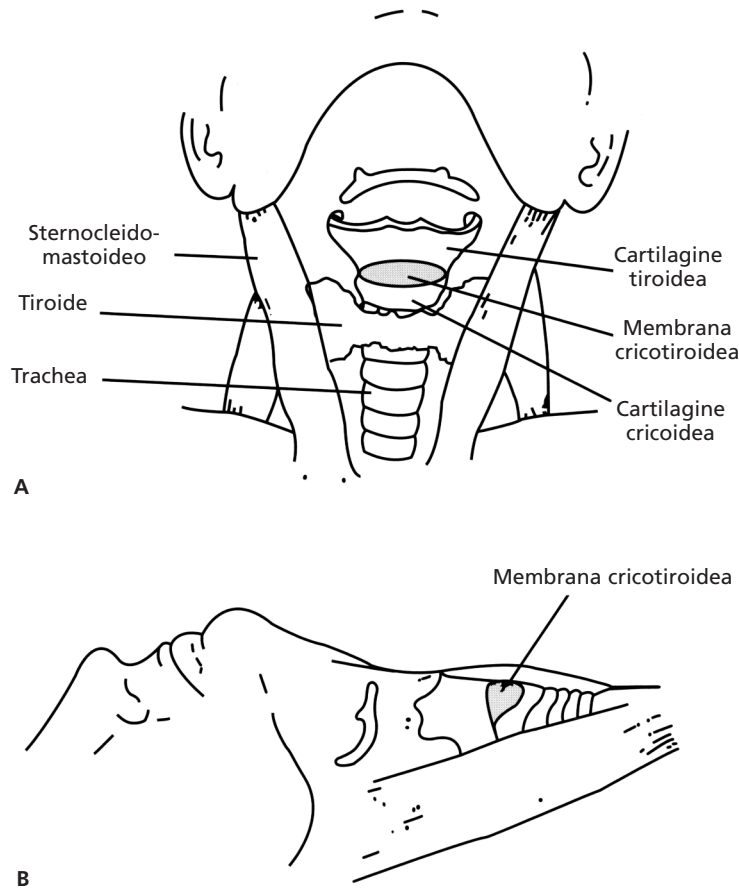 Sternocleido-
mastoideo
Tiroide
Trachea
Cartilagine
tiroidea
Membrana
cricotiroidea
Cartilagine
cricoidea
A
Membrana cricotiroidea
B